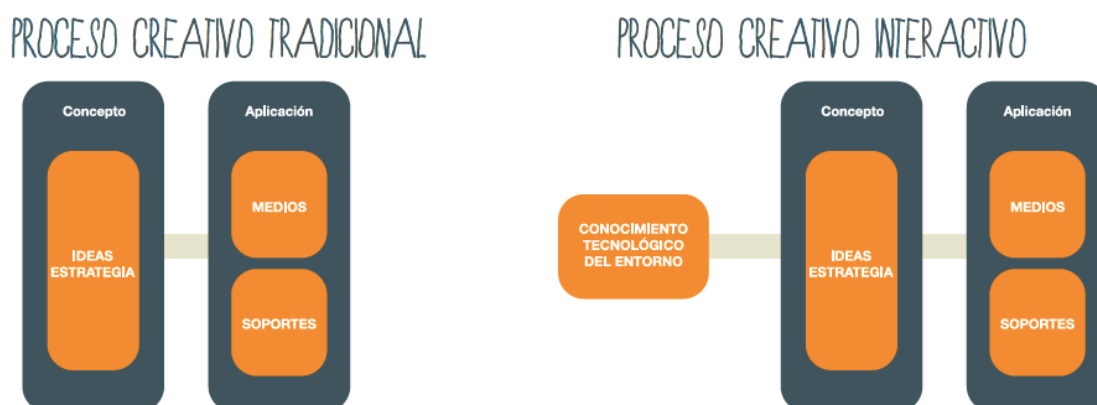 PROCESO CREATIVO TRADICIONAL
Concepto
IDEAS
ESTRATEGIA
Aplicación
MEDIOS
SOPORTES
PROCESO CREATIVO INTERACTIVO
CONOCIMIENTO
TECNOLÓGICO
DEL ENTORNO
Concepto
IDEAS
ESTRATEGIA
Aplicación
MEDIOS
SOPORTES